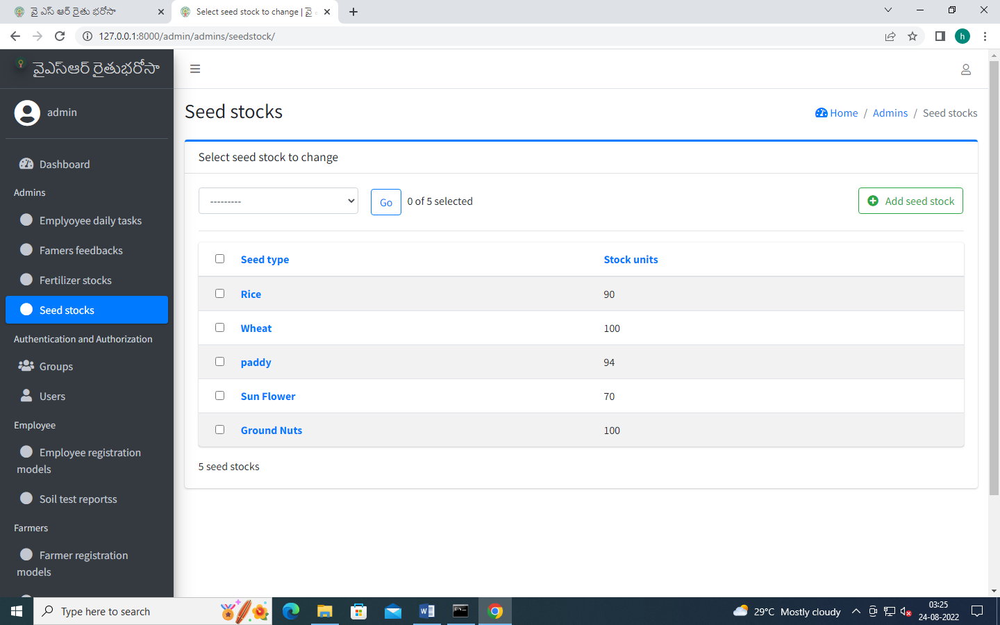 వై ఎస్ ఆర్ రైతు భరోసా
Select seed stock to change | వై
127.0.0.1:8000/admin/admins/seedstock/
h
వైఎస్ఆర్ రైతుభరోసా
admin
Dashboard
Admins
Emplyoyee daily tasks
Famers feedbacks
Fertilizer stocks
Seed stocks
Authentication and Authorization
Groups
Users
Employee
Employee registration
models
Soil test reportss
Farmers
Farmer registration
models
Seed stocks
Home / Admins / Seed stocks
Select seed stock to change
---------
Go
0 of 5 selected
Add seed stock
Seed type Stock units
Rice 90
Wheat 100
paddy 94
Sun Flower 70
Ground Nuts 100
5 seed stocks
Type here to search
29°C Mostly cloudy
03:25
24-08-2022